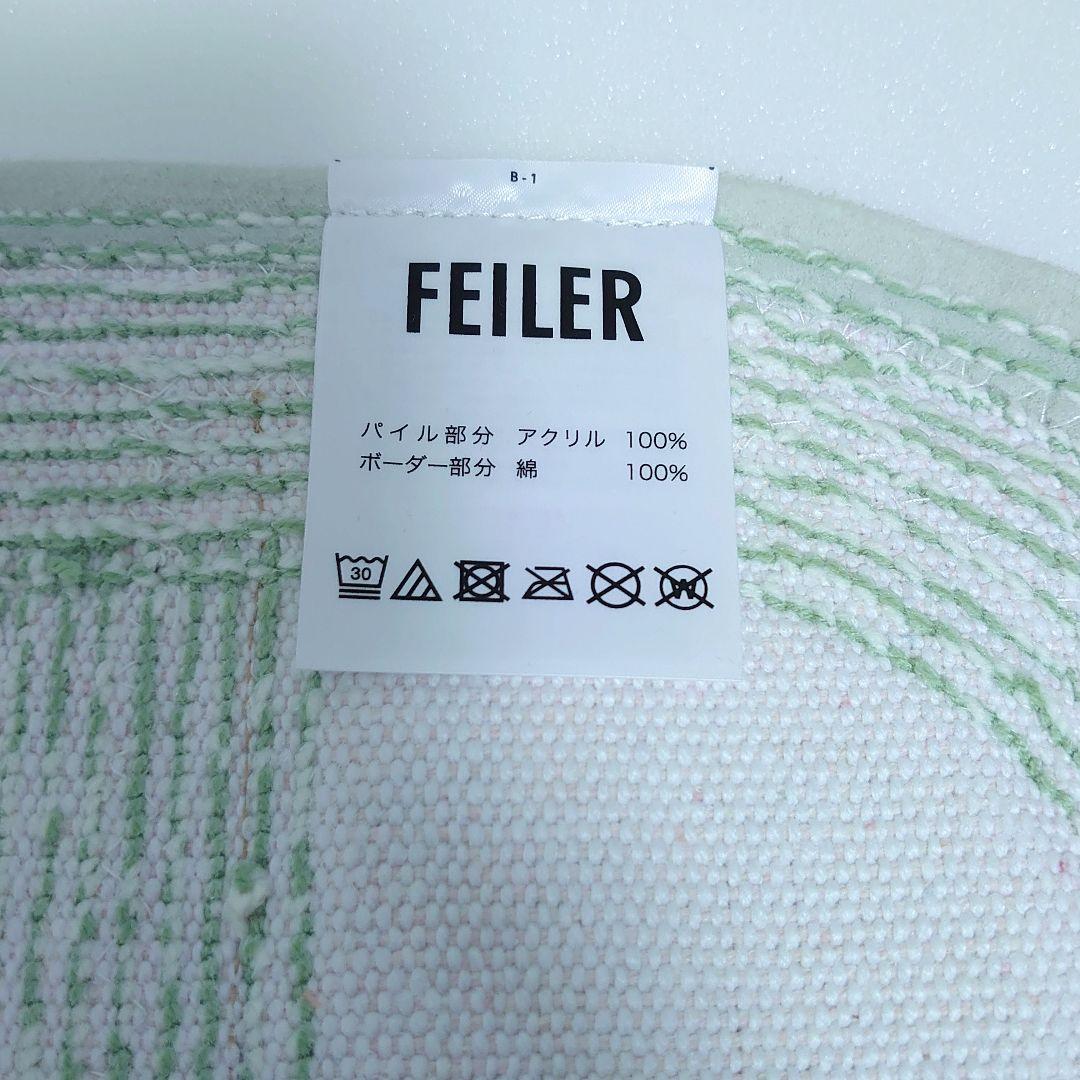 B-1
FEILER
パイル部分 アクリル 100%
ボーダー部分 綿 100%
30 W